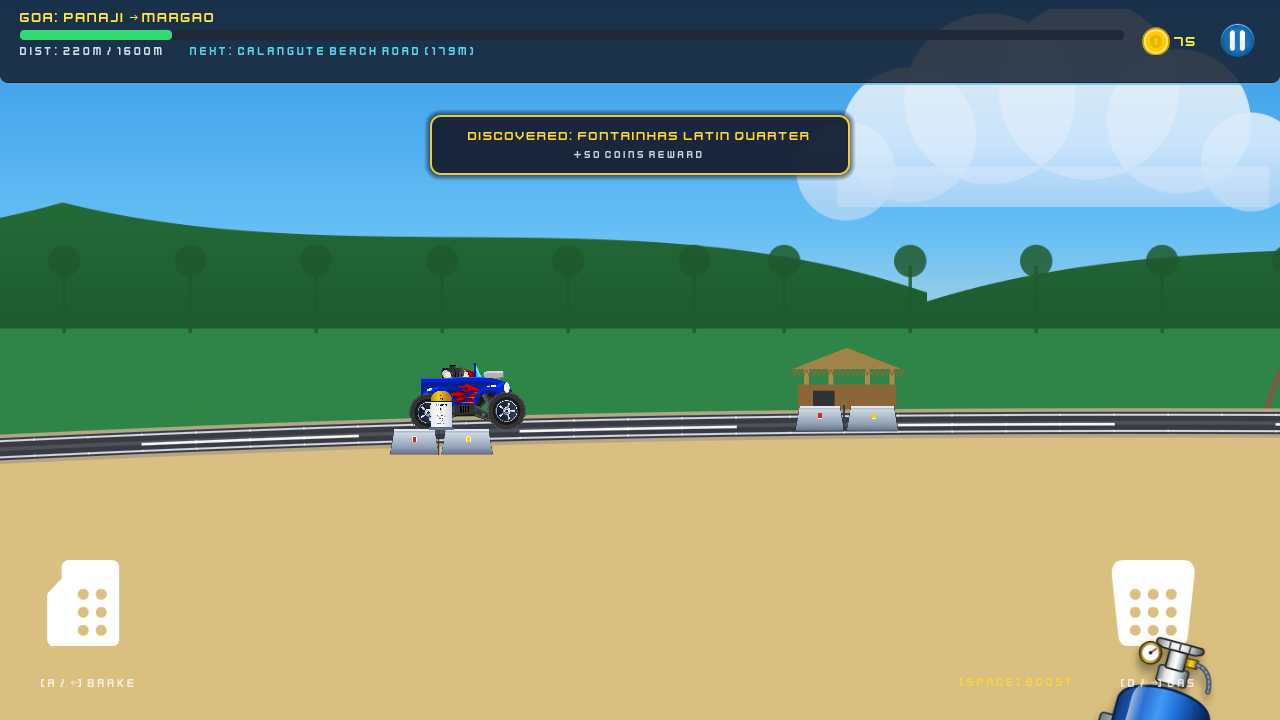 GOA: PANAJI → MARGAO
DIST: 220M / 1600M
NEXT: CALANGUTE BEACH ROAD (179M)
75
DISCOVERED: FONTAINHAS LATIN QUARTER
+50 COINS REWARD
[A / ←] BRAKE
[SPACE] BOOST
[D / →] GAS